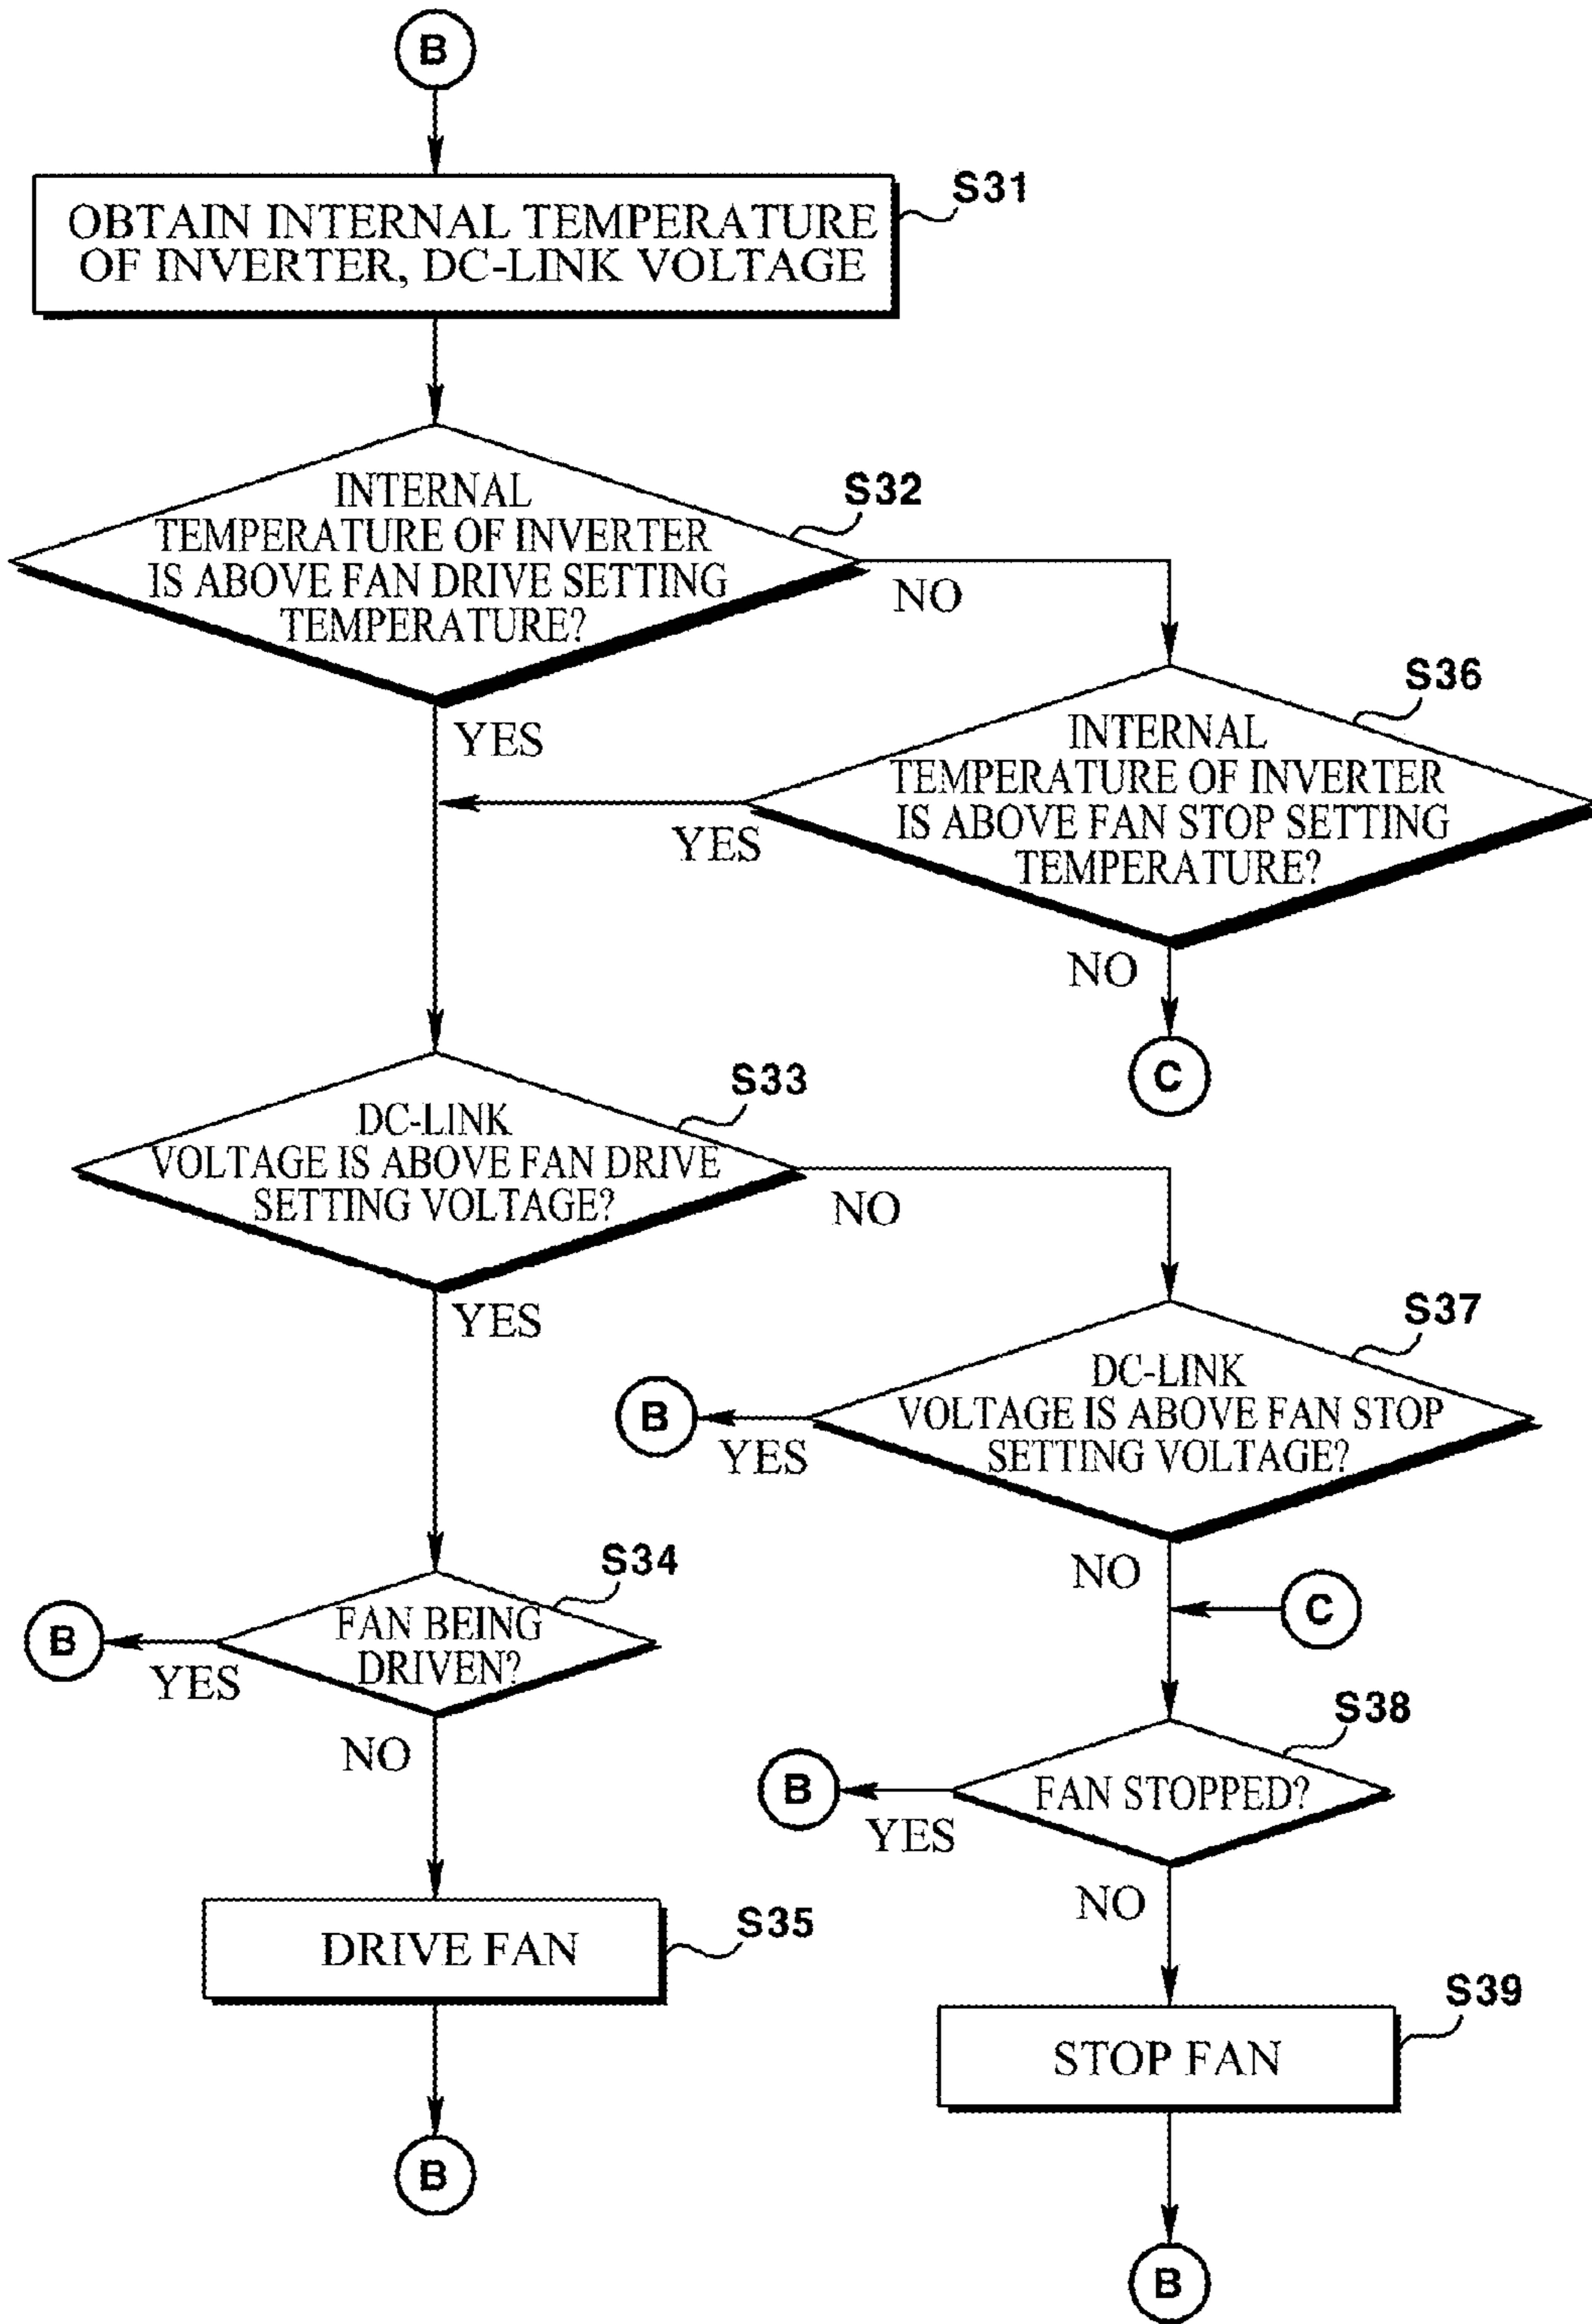 B
S31
OBTAIN INTERNAL TEMPERATURE
OF INVERTER, DC-LINK VOLTAGE
S32
INTERNAL
TEMPERATURE OF INVERTER
IS ABOVE FAN DRIVE SETTING
TEMPERATURE?
NO
YES
S36
INTERNAL
TEMPERATURE OF INVERTER
IS ABOVE FAN STOP SETTING
TEMPERATURE?
YES
NO
C
S33
DC-LINK
VOLTAGE IS ABOVE FAN DRIVE
SETTING VOLTAGE?
NO
YES
S37
DC-LINK
VOLTAGE IS ABOVE FAN STOP
SETTING VOLTAGE?
B
YES
NO
C
S34
FAN BEING
DRIVEN?
B
YES
NO
S38
FAN STOPPED?
B
YES
NO
S35
DRIVE FAN
S39
STOP FAN
B
B